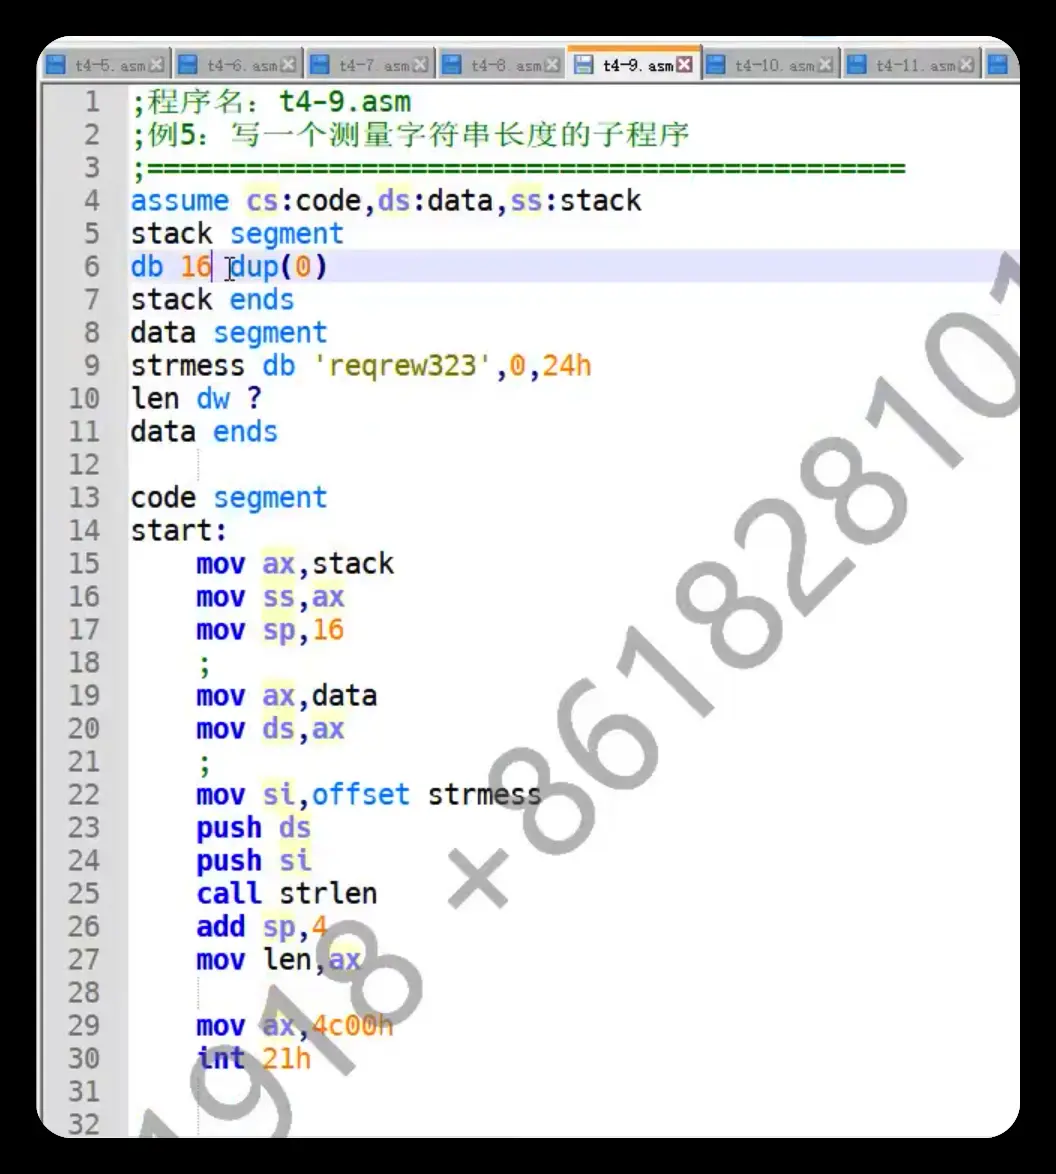 t4-5.asm t4-6.asm t4-7.asm t4-8.asm t4-9.asm t4-10.asm t4-11.asm
1 ;程序名：t4-9.asm
2 ;例5：写一个测量字符串长度的子程序
3 ;==============================================
4 assume cs:code,ds:data,ss:stack
5 stack segment
6 db 16 dup(0)
7 stack ends
8 data segment
9 strmess db 'reqrew323',0,24h
10 len dw ?
11 data ends
12
13 code segment
14 start:
15 mov ax,stack
16 mov ss,ax
17 mov sp,16
18 ;
19 mov ax,data
20 mov ds,ax
21 ;
22 mov si,offset strmess
23 push ds
24 push si
25 call strlen
26 add sp,4
27 mov len,ax
28
29 mov ax,4c00h
30 int 21h
31
32
1918 +861828101